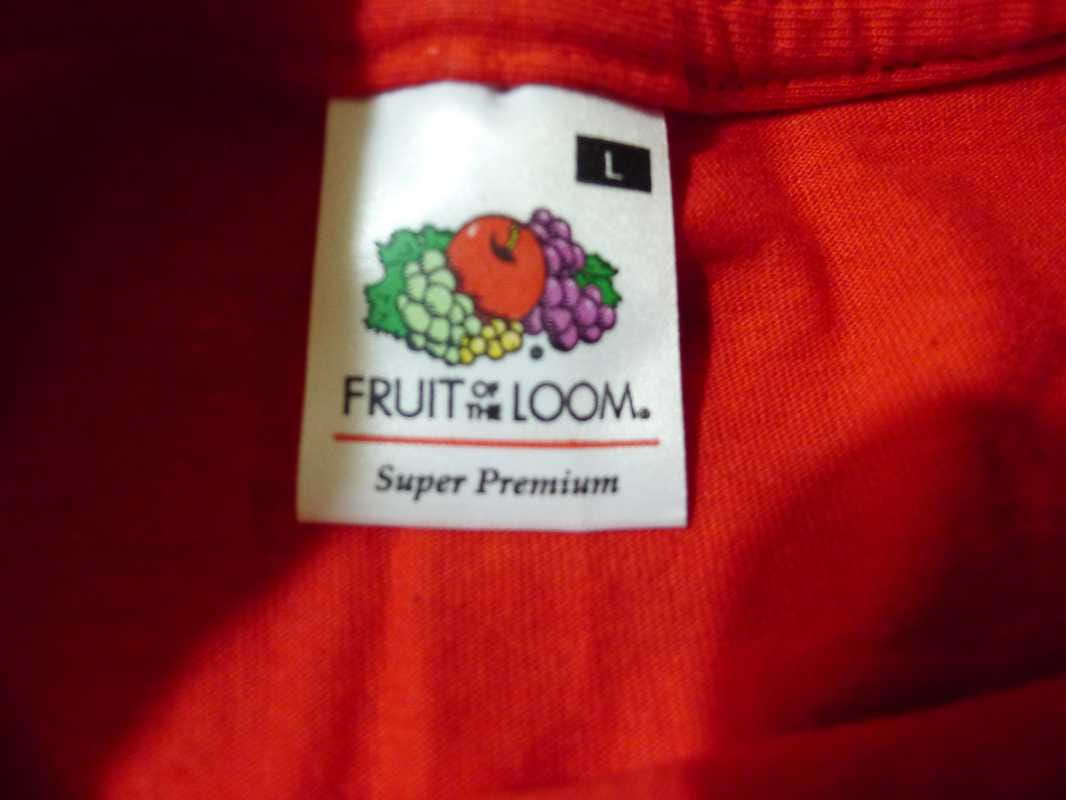 L
FRUIT OF THE LOOM®
Super Premium